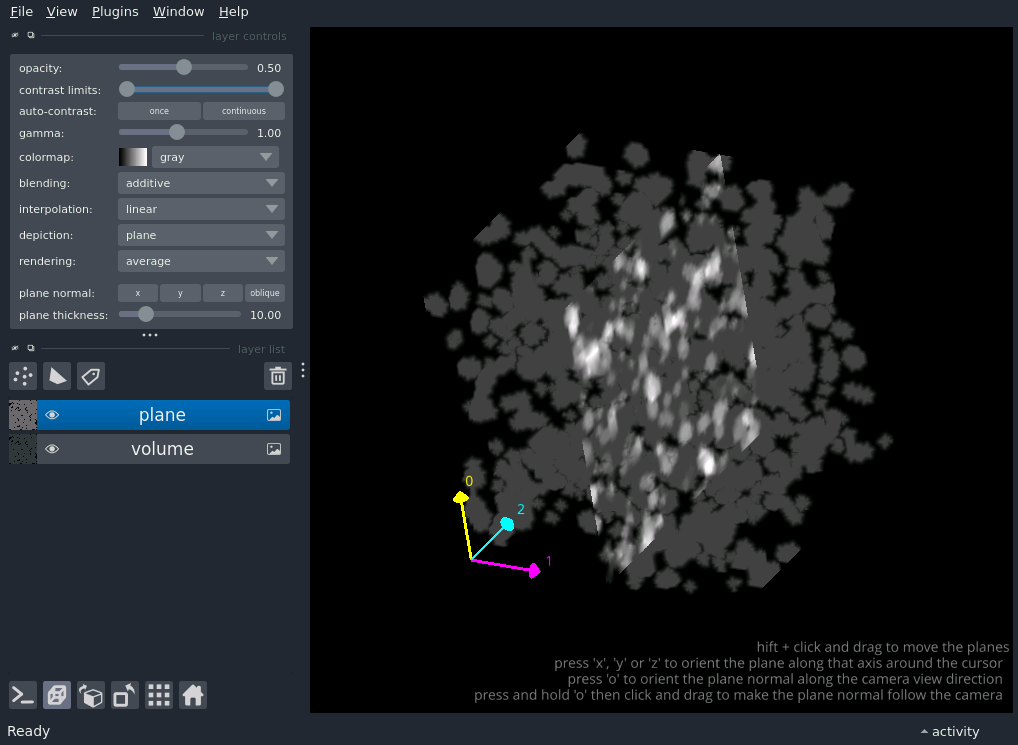 File View Plugins Window Help
layer controls
opacity: 0.50
contrast limits:
auto-contrast: once continuous
gamma: 1.00
colormap: gray
blending: additive
interpolation: linear
depiction: plane
rendering: average
plane normal: x y z oblique
plane thickness: 10.00
layer list
plane
volume
0
2
1
hift + click and drag to move the planes
press 'x', 'y' or 'z' to orient the plane along that axis around the cursor
press 'o' to orient the plane normal along the camera view direction
press and hold 'o' then click and drag to make the plane normal follow the camera
Ready activity